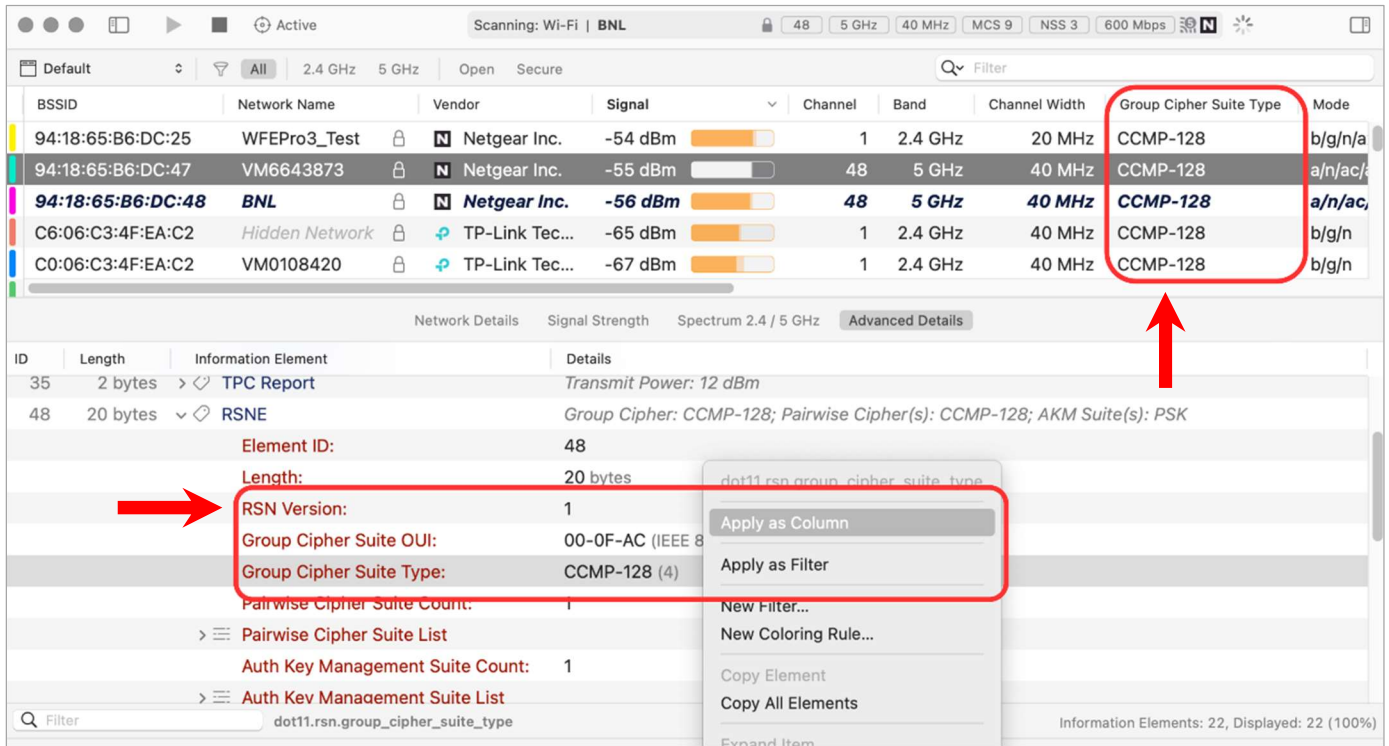 Active Scanning: Wi-Fi | BNL 48 5 GHz 40 MHz MCS 9 NSS 3 600 Mbps N
Default All 2.4 GHz 5 GHz Open Secure Filter
BSSID Network Name Vendor Signal Channel Band Channel Width Group Cipher Suite Type Mode
94:18:65:B6:DC:25 WFEPro3_Test N Netgear Inc. -54 dBm 1 2.4 GHz 20 MHz CCMP-128 b/g/n/a
94:18:65:B6:DC:47 VM6643873 N Netgear Inc. -55 dBm 48 5 GHz 40 MHz CCMP-128 a/n/ac/a
94:18:65:B6:DC:48 BNL N Netgear Inc. -56 dBm 48 5 GHz 40 MHz CCMP-128 a/n/ac/
C6:06:C3:4F:EA:C2 Hidden Network TP-Link Tec... -65 dBm 1 2.4 GHz 40 MHz CCMP-128 b/g/n
C0:06:C3:4F:EA:C2 VM0108420 TP-Link Tec... -67 dBm 1 2.4 GHz 40 MHz CCMP-128 b/g/n
Network Details Signal Strength Spectrum 2.4 / 5 GHz Advanced Details
ID Length Information Element Details
35 2 bytes TPC Report Transmit Power: 12 dBm
48 20 bytes RSNE Group Cipher: CCMP-128; Pairwise Cipher(s): CCMP-128; AKM Suite(s): PSK
Element ID: 48
Length: 20 bytes
dot11.rsn.group_cipher_suite_type
RSN Version: 1
Apply as Column
Group Cipher Suite OUI: 00-0F-AC (IEEE 8
Apply as Filter
Group Cipher Suite Type: CCMP-128 (4)
Pairwise Cipher Suite Count: 1
New Filter...
Pairwise Cipher Suite List
New Coloring Rule...
Auth Key Management Suite Count: 1
Copy Element
Auth Key Management Suite List
Copy All Elements
Filter dot11.rsn.group_cipher_suite_type Information Elements: 22, Displayed: 22 (100%)
Expand Item